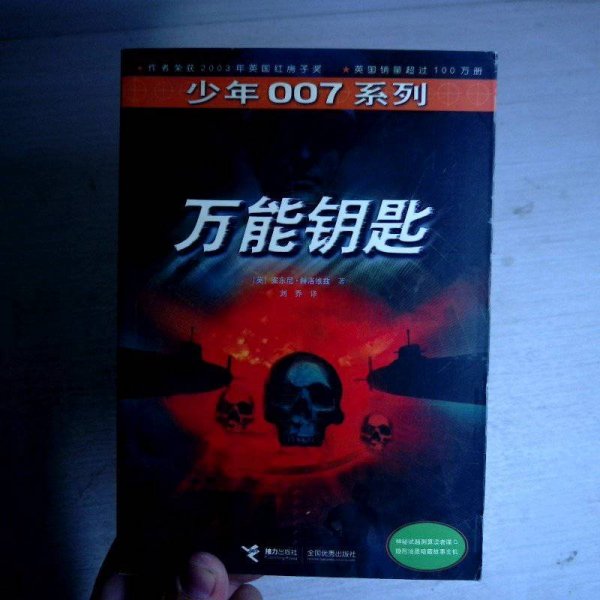 ★ 作者荣获2003年英国红房子奖 ★ 英国销量超过100万册
少年007系列
万能钥匙
[英] 安东尼·赫洛维兹 著
刘乔 译
接力出版社
全国优秀出版社